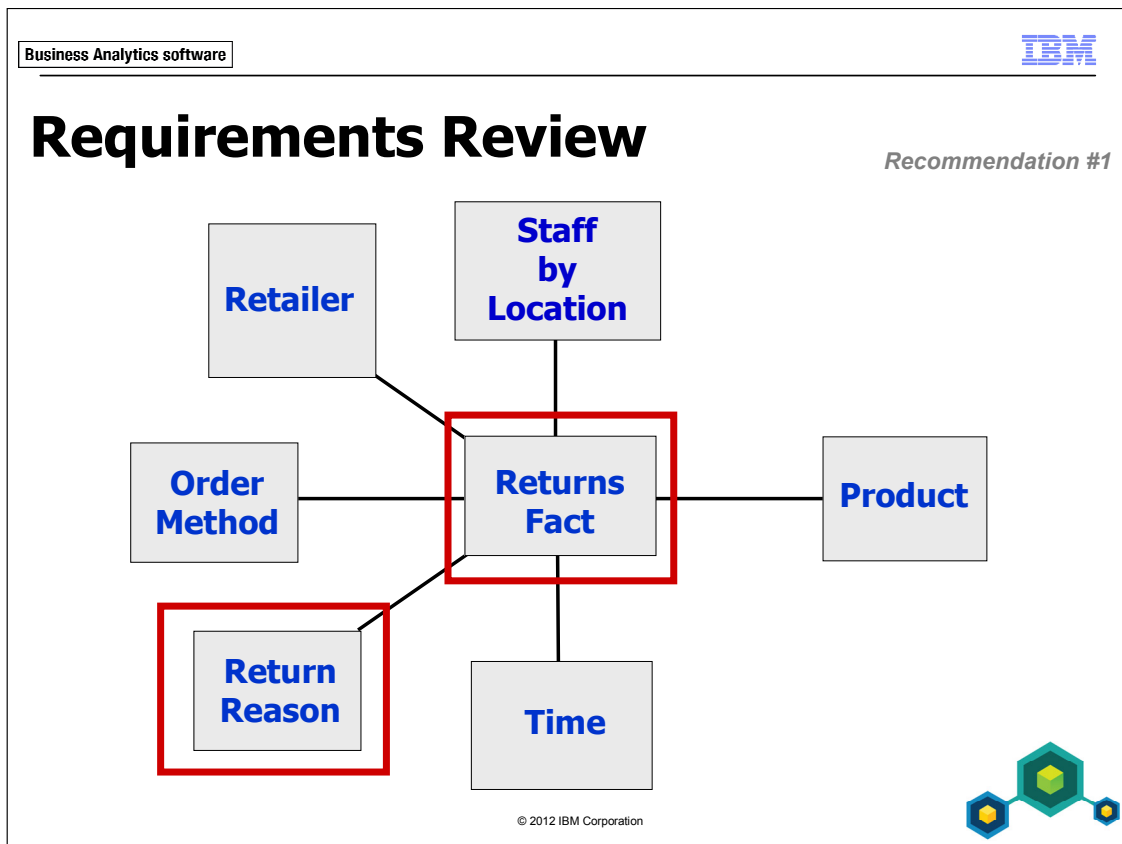 Business Analytics software
IBM
Requirements Review
Recommendation #1
Staff
by
Location
Retailer
Order
Method
Returns
Fact
Product
Return
Reason
Time
© 2012 IBM Corporation